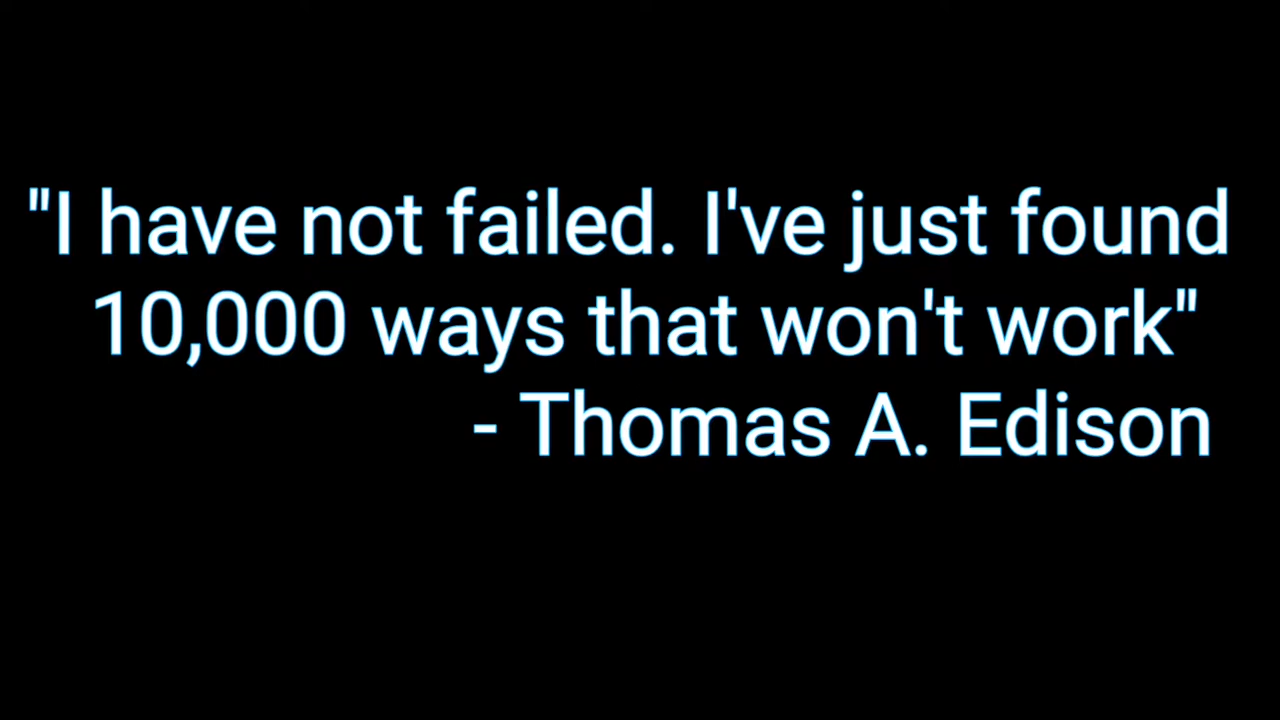 "I have not failed. I've just found
10,000 ways that won't work"
- Thomas A. Edison